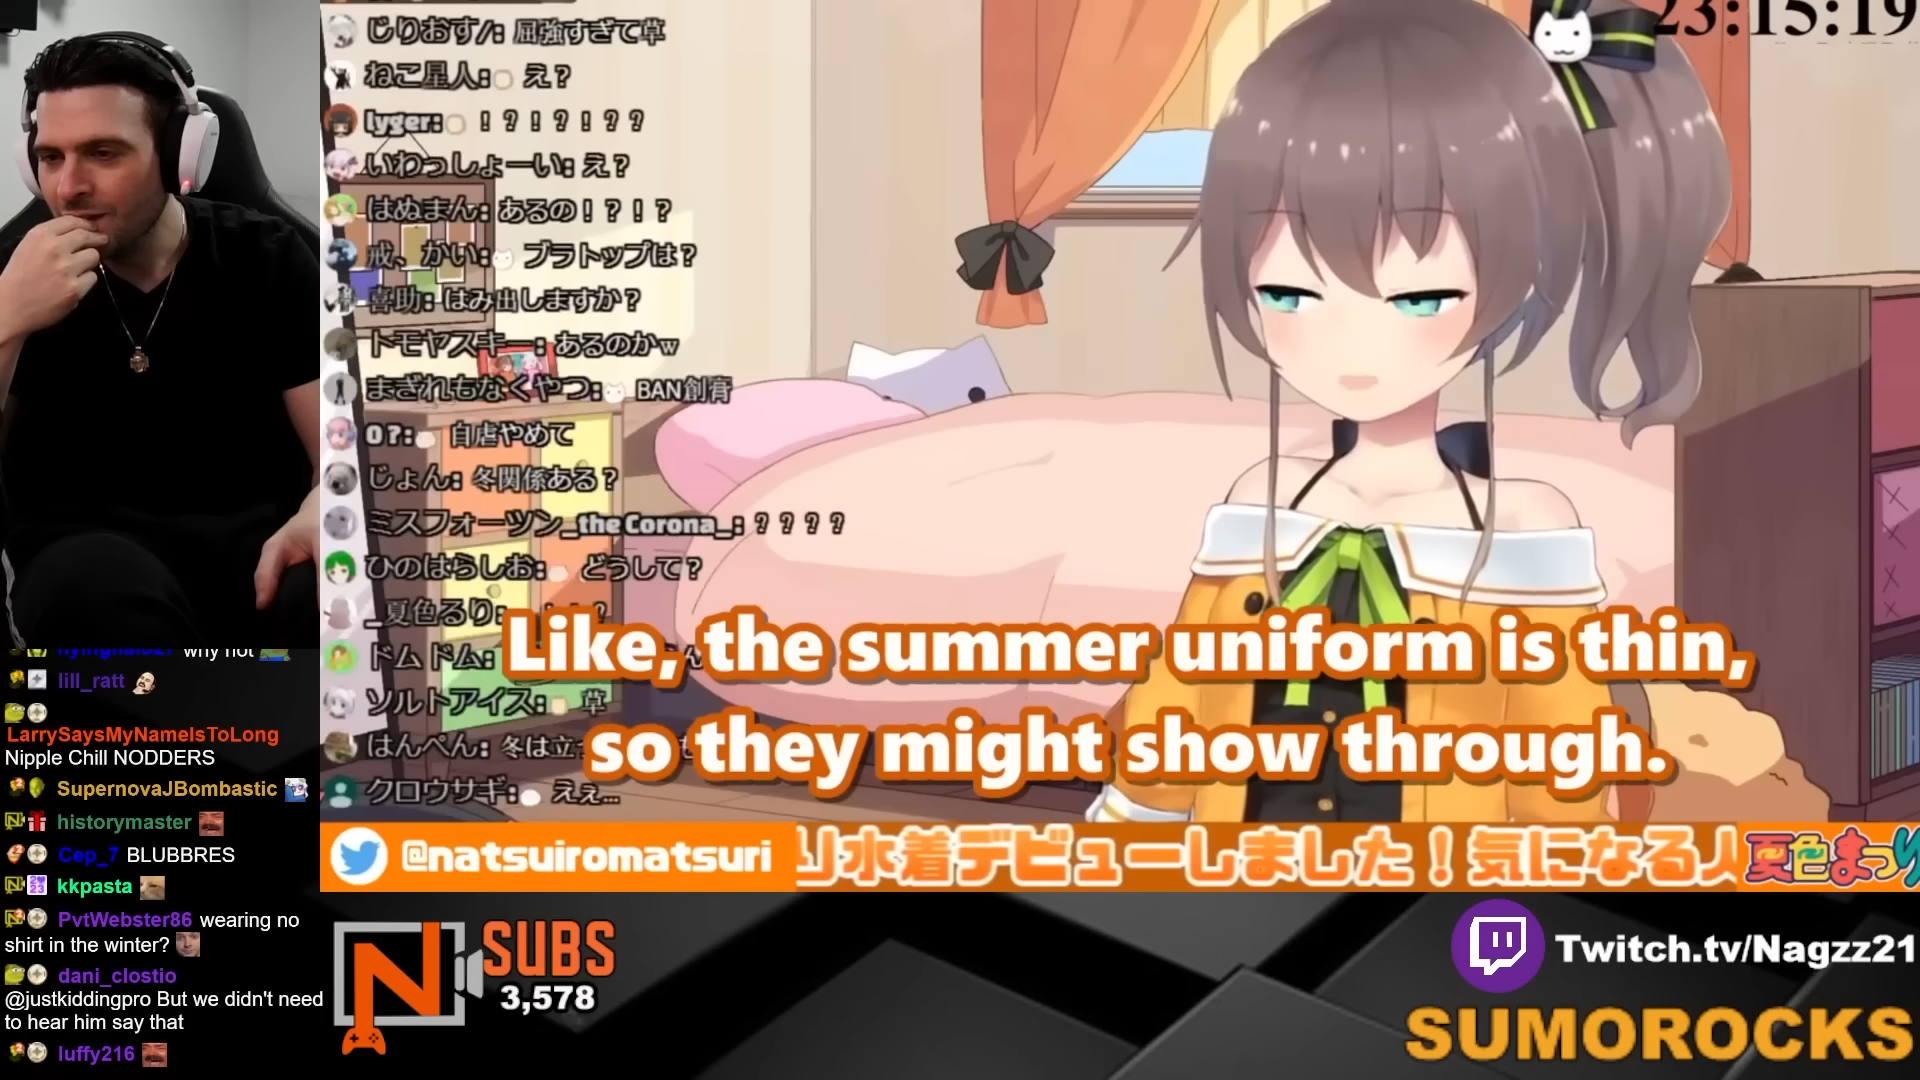 じりおす/: 屈強すぎて草
ねこ星人: え?
lyger: !?!?!??
いわっしょーい: え?
はぬまん: あるの!?!?
戒、かい: ブラトップは?
喜助: はみ出しますか?
トモヤスキー: あるのかw
まぎれもなくやつ: BAN創膏
O?: 自虐やめて
じょん: 冬関係ある?
ミスフォーツン_the Corona_: ????
ひのはらしお: どうして?
_夏色るり:
ドム ドム: ん
ソルトアイス: 草
はんぺん: 冬は立
クロウサギ: えぇ...
23:15:19
Like, the summer uniform is thin,
so they might show through.
@natsuiromatsuri
り水着デビューしました!気になる人
夏色まつり
why not
lill_ratt
LarrySaysMyNameIsToLong
Nipple Chill NODDERS
SupernovaJBombastic
historymaster
Cep_7 BLUBBRES
kkpasta
PvtWebster86 wearing no
shirt in the winter?
dani_clostio
@justkiddingpro But we didn't need
to hear him say that
luffy216
N
SUBS
3,578
Twitch.tv/Nagzz21
SUMOROCKS